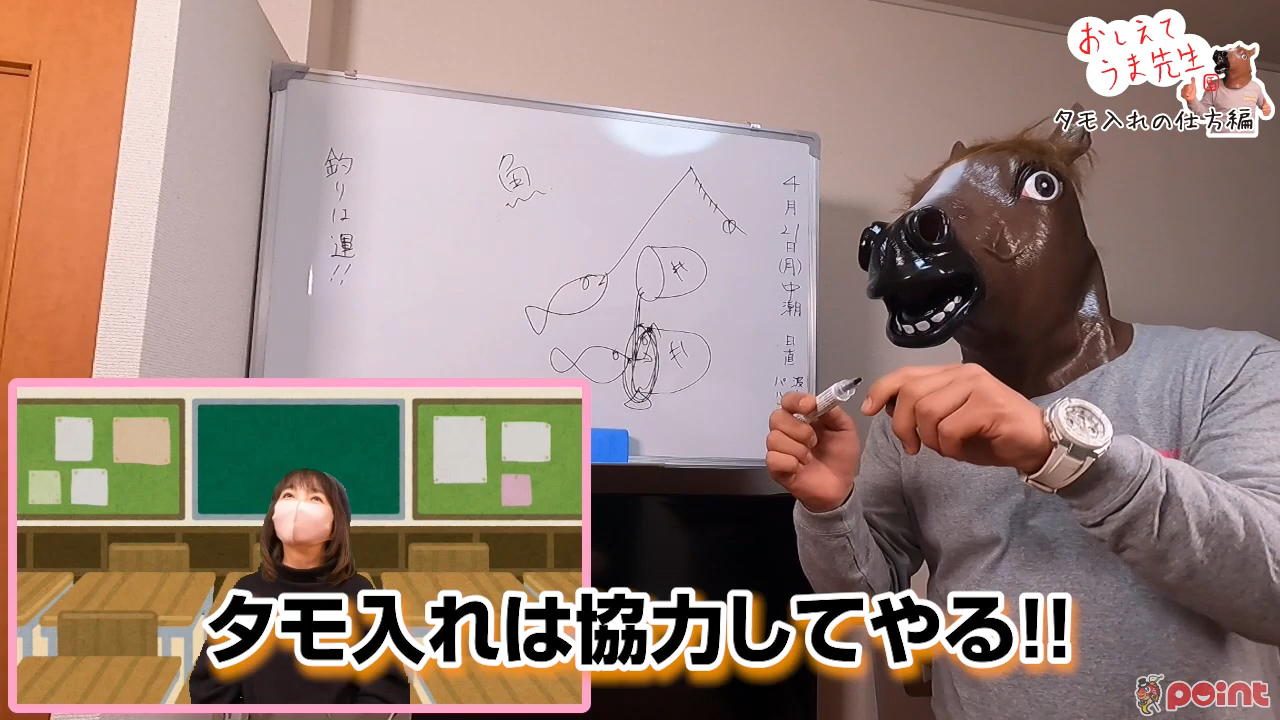 おしえて
うま先生
タモ入れの仕方編
釣りは運!!
魚
4月21日(月)中潮 日直
タモ入れは協力してやる!!
point